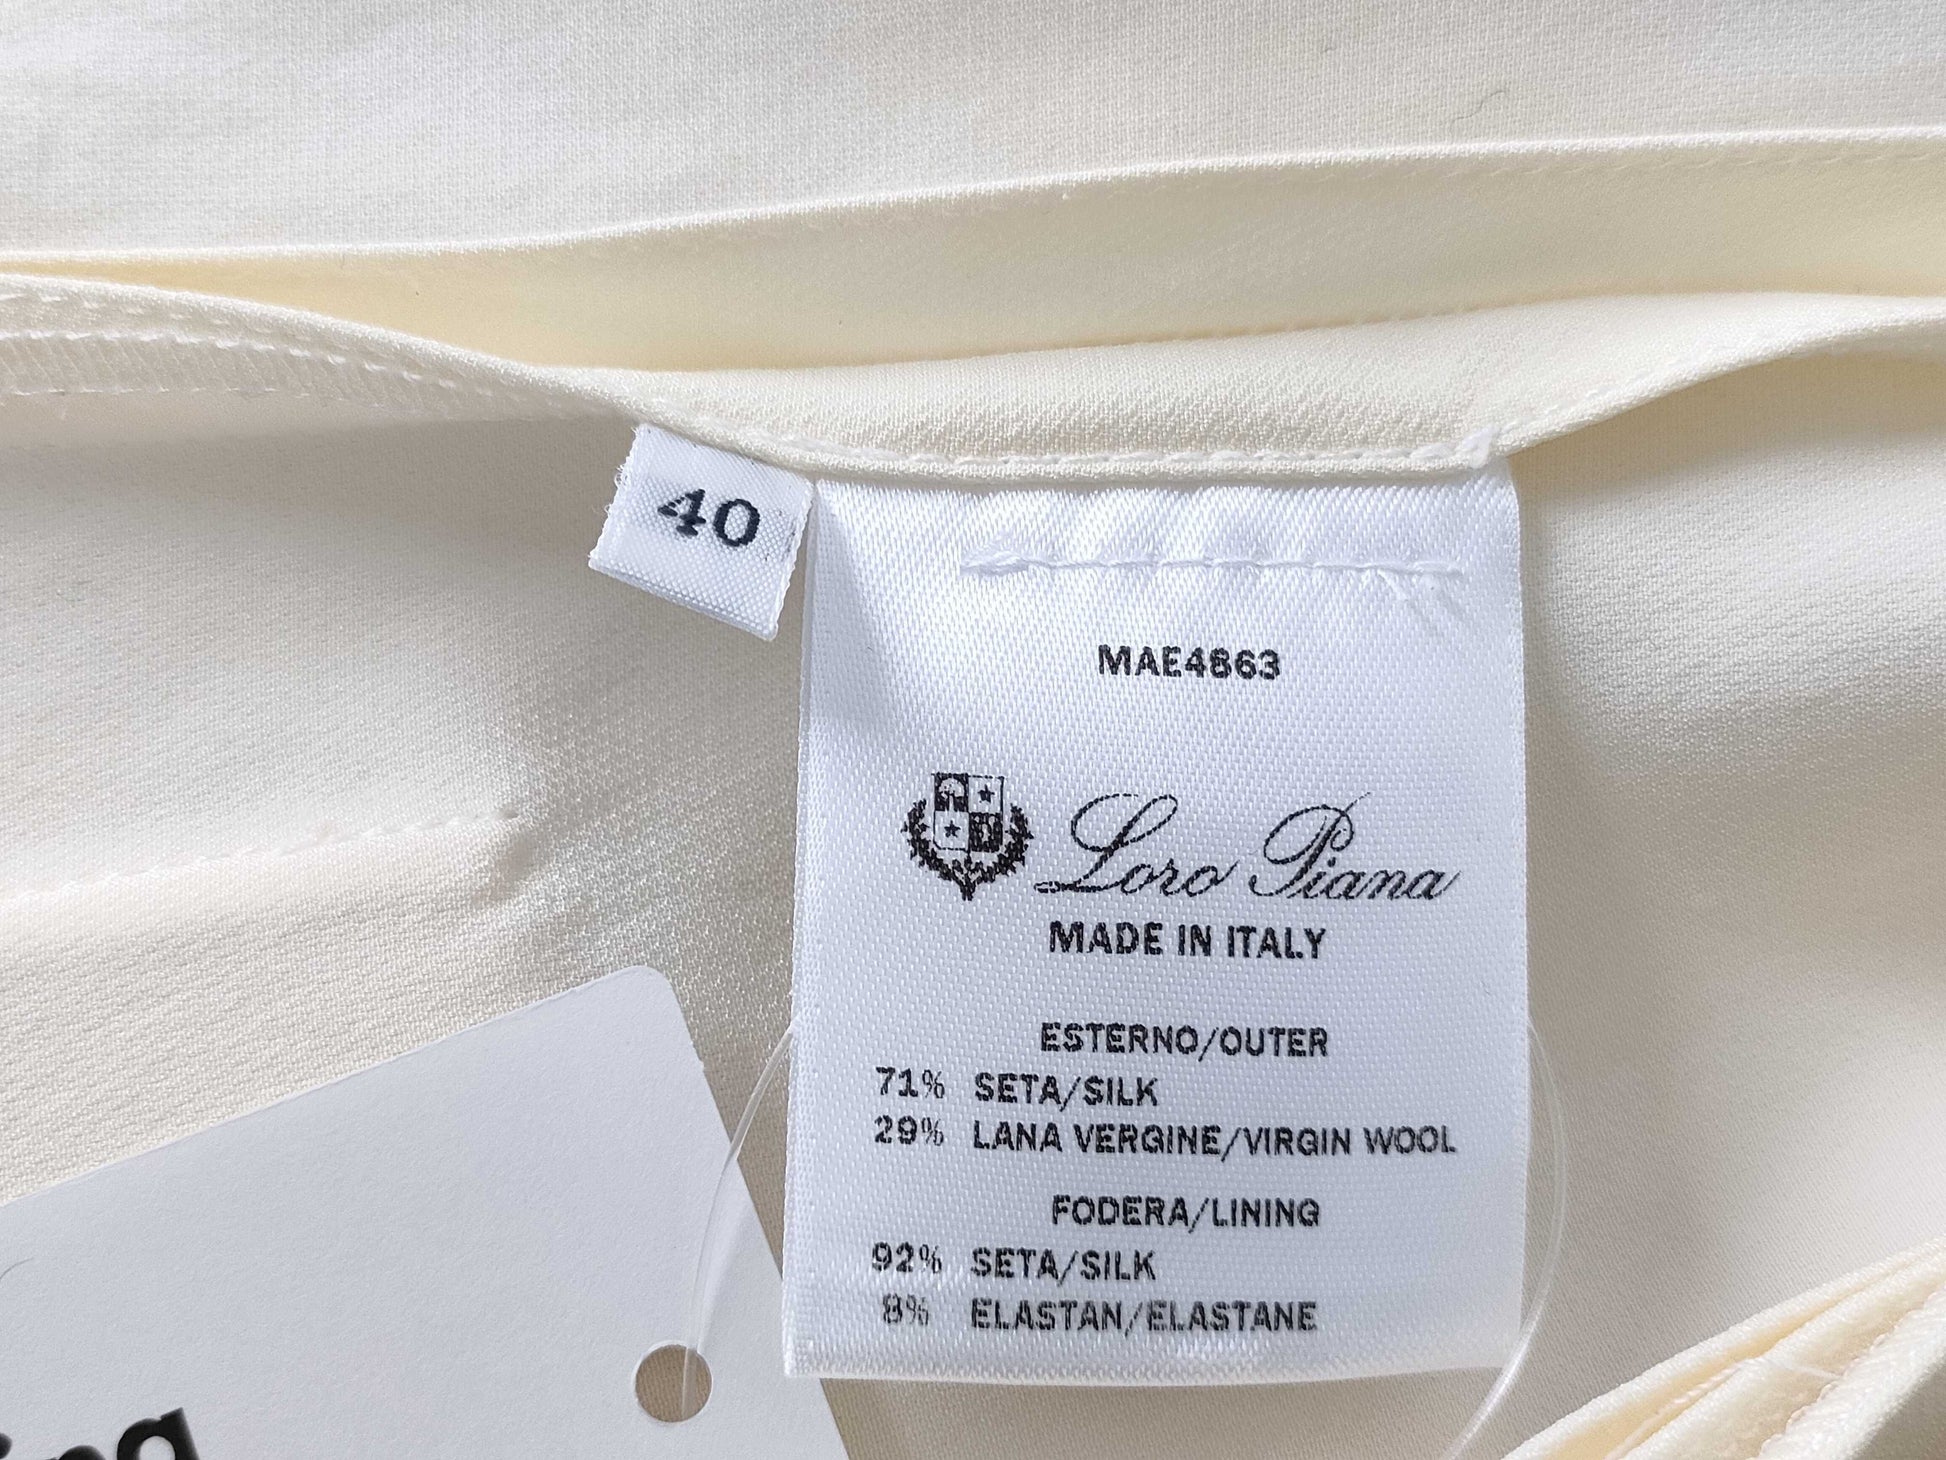 40
MAE4863
Loro Piana
MADE IN ITALY
ESTERNO/OUTER
71% SETA/SILK
29% LANA VERGINE/VIRGIN WOOL
FODERA/LINING
92% SETA/SILK
8% ELASTAN/ELASTANE